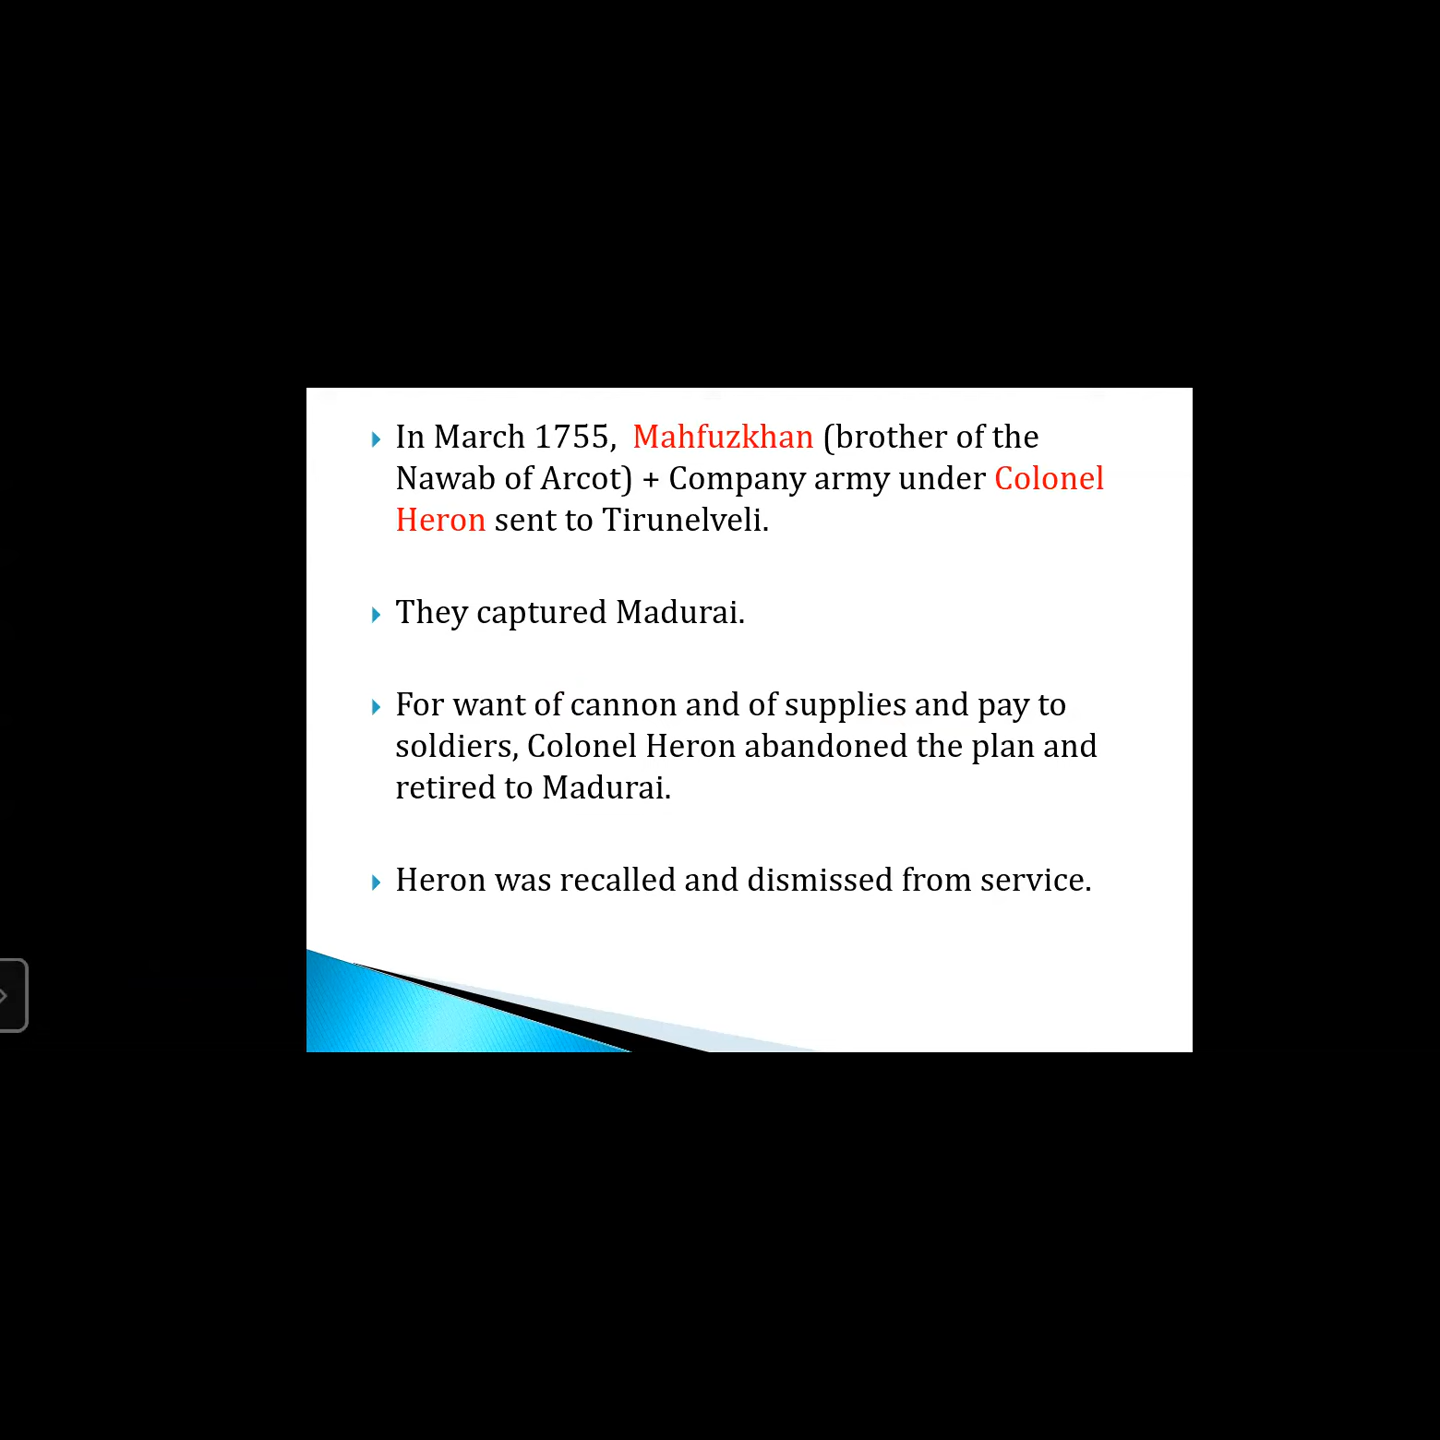 In March 1755,  Mahfuzkhan (brother of the
Nawab of Arcot) + Company army under Colonel
Heron sent to Tirunelveli.
They captured Madurai.
For want of cannon and of supplies and pay to
soldiers, Colonel Heron abandoned the plan and
retired to Madurai.
Heron was recalled and dismissed from service.